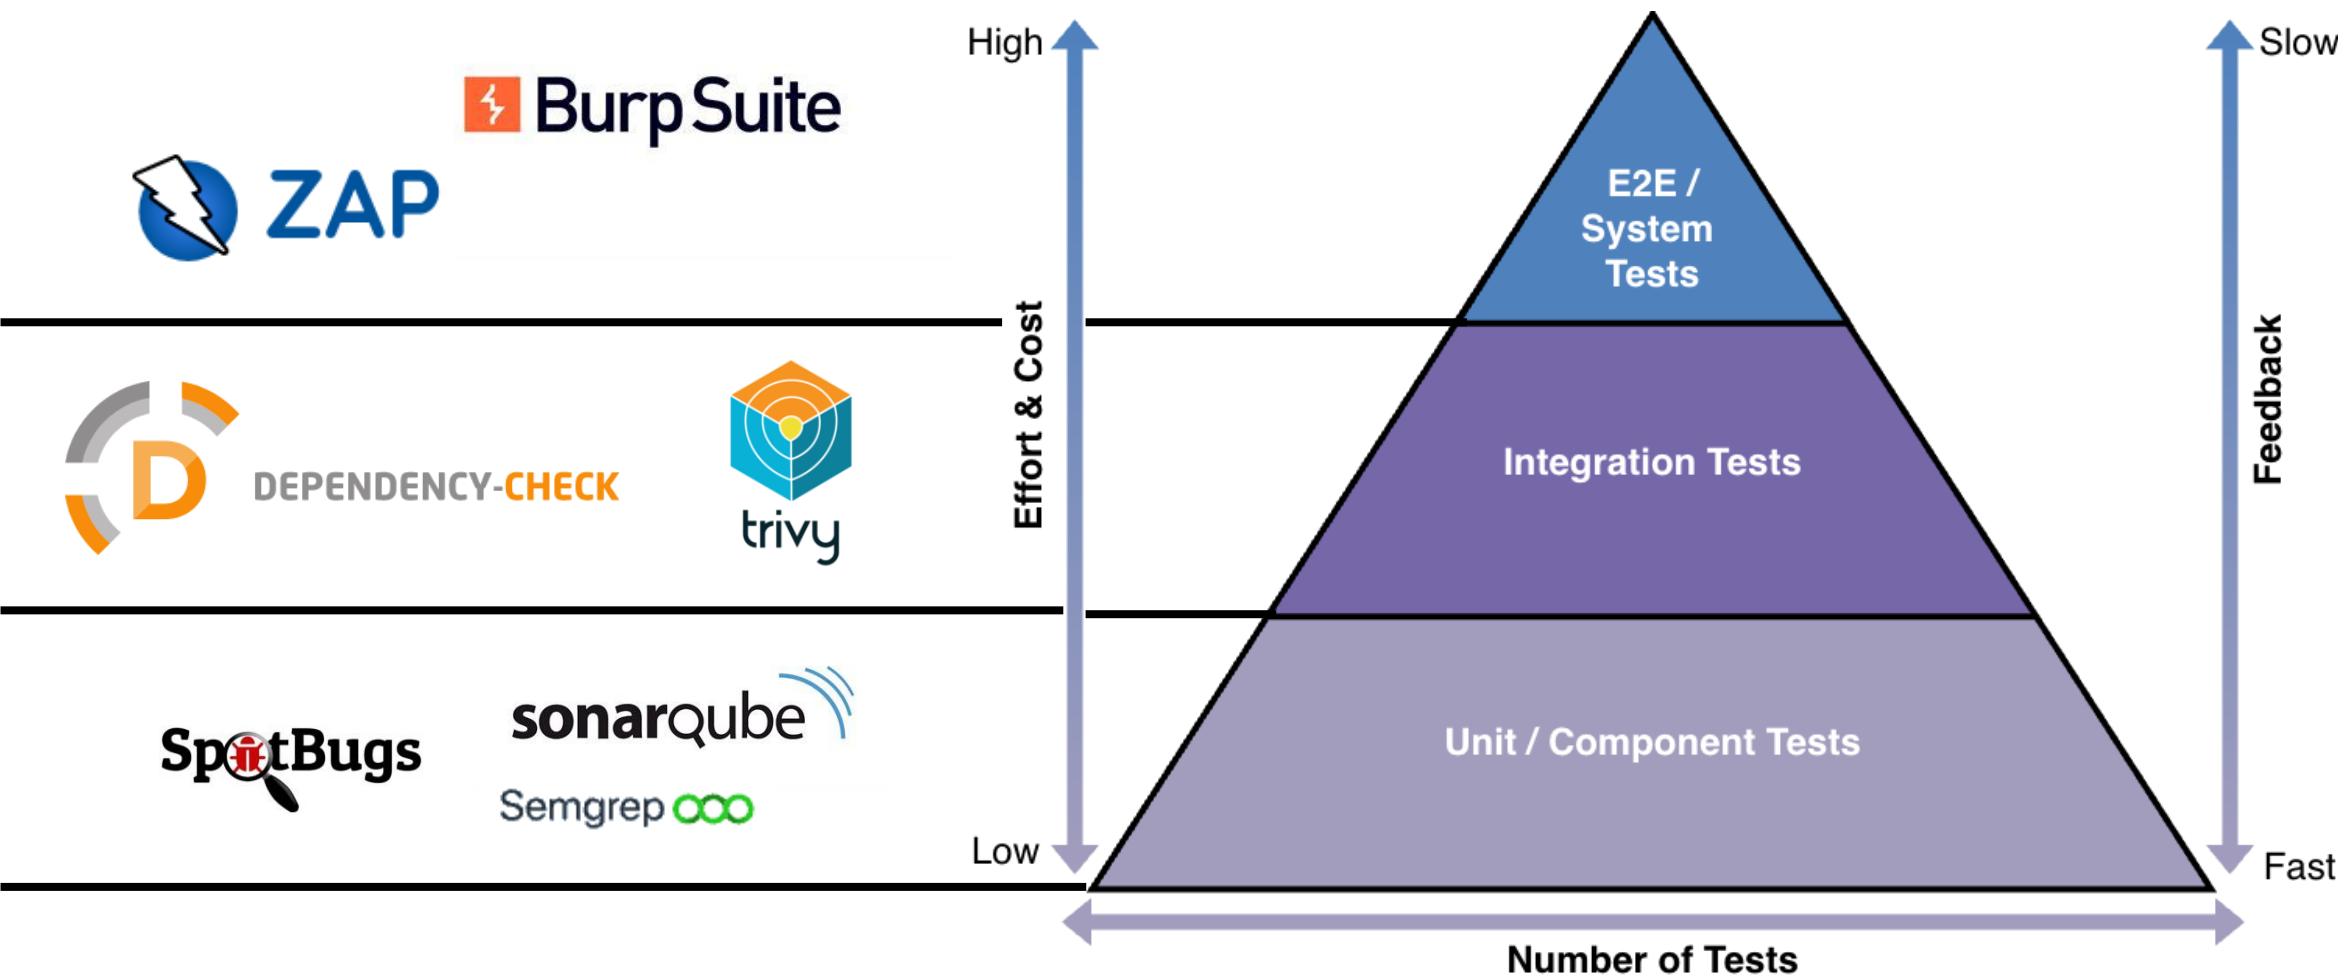 High
Slow
Burp Suite
ZAP
E2E /
System
Tests
Effort & Cost
Feedback
DEPENDENCY-CHECK
trivy
Integration Tests
sonarqube
SpotBugs
Semgrep
Unit / Component Tests
Low
Fast
Number of Tests